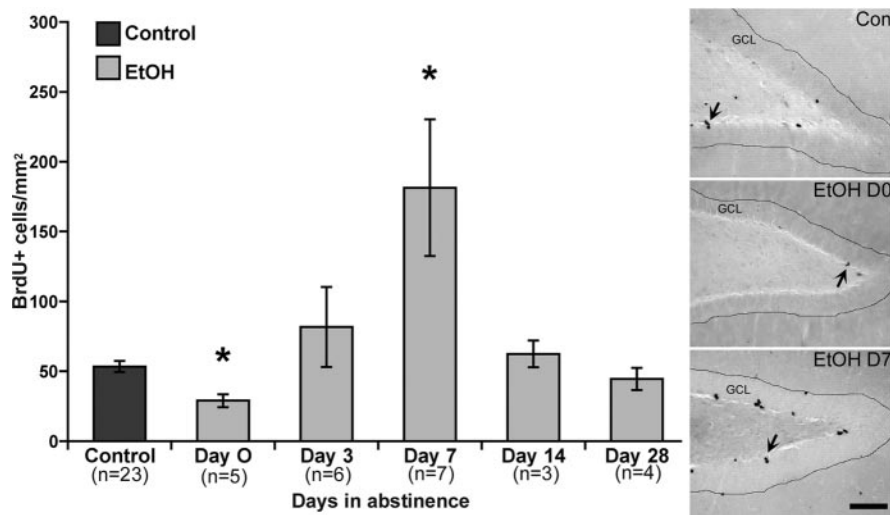 300
250
200
150
100
50
0
BrdU+ cells/mm²
Control
EtOH
*
*
Control Day O Day 3 Day 7 Day 14 Day 28
(n=23) (n=5) (n=6) (n=7) (n=3) (n=4)
Days in abstinence
Con
GCL
EtOH D0
GCL
EtOH D7
GCL